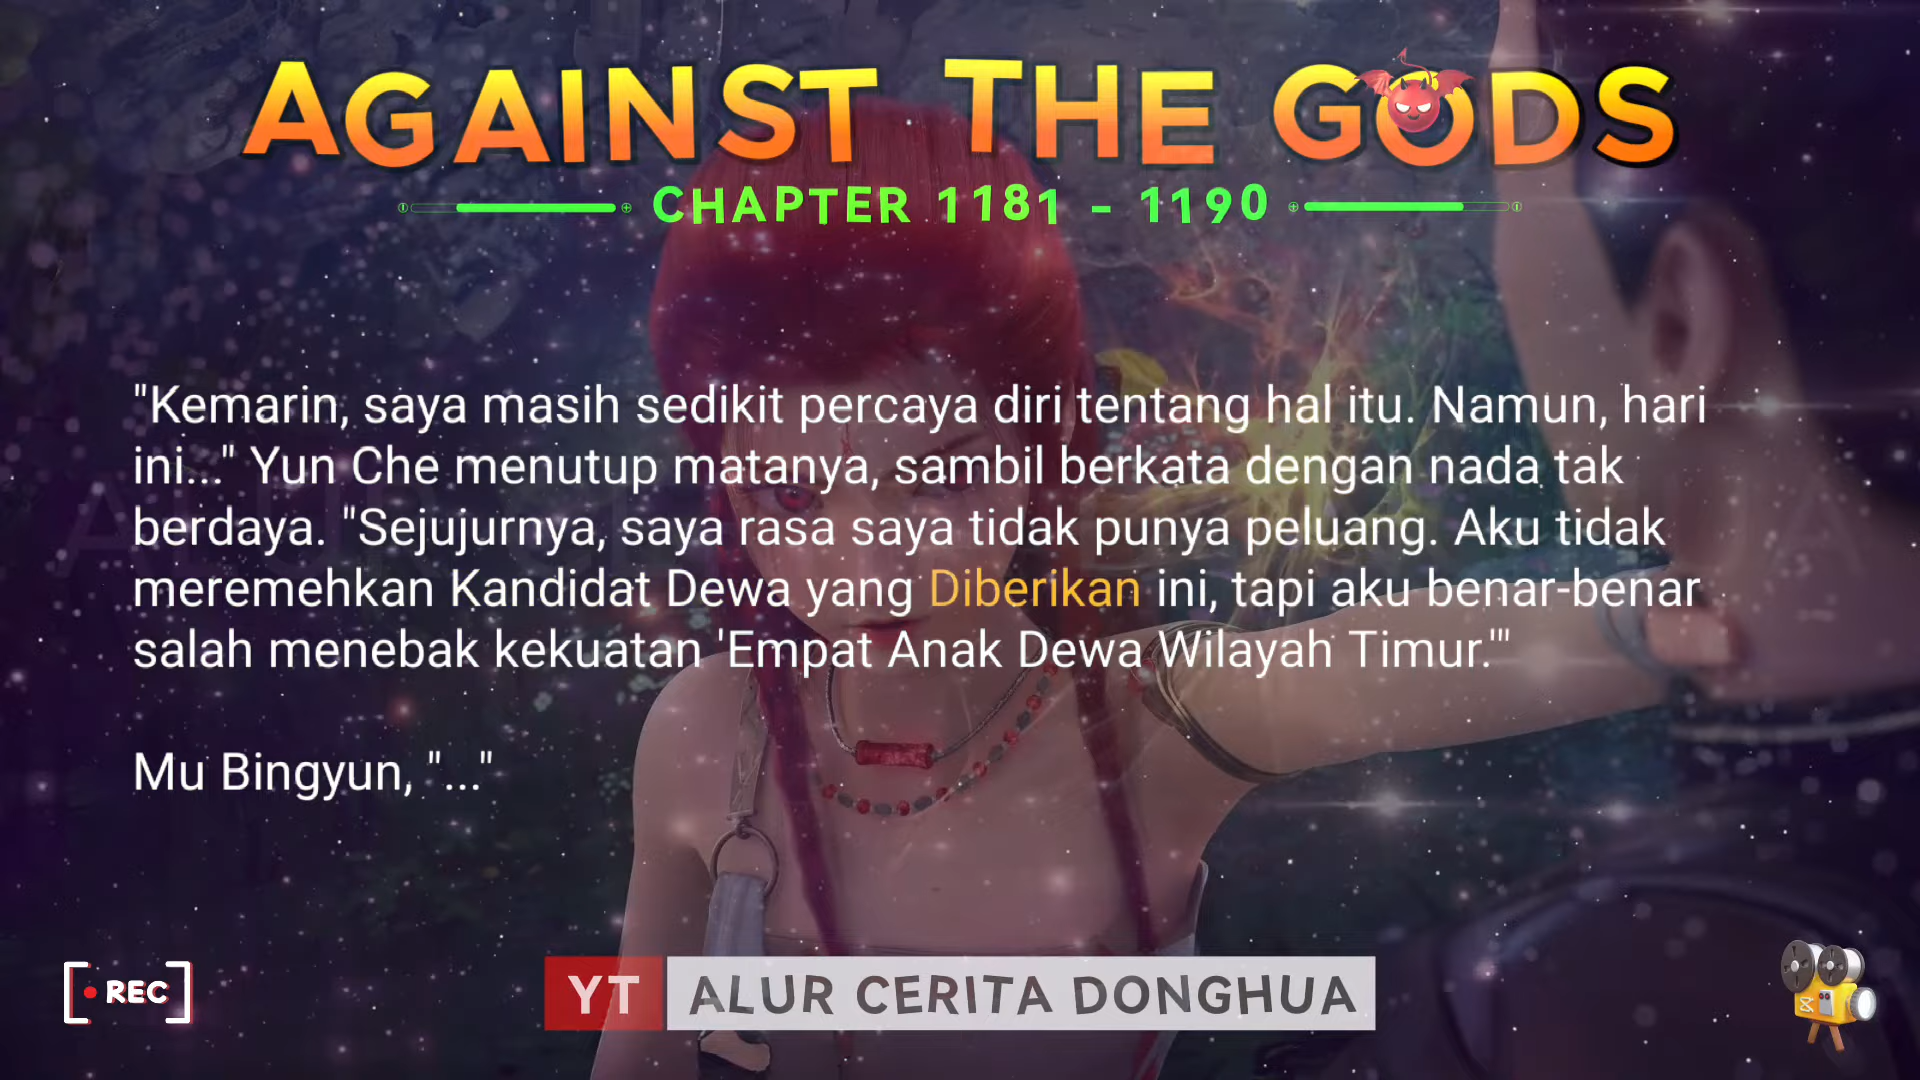 AGAINST THE GODS
CHAPTER 1181 - 1190
"Kemarin, saya masih sedikit percaya diri tentang hal itu. Namun, hari
ini..." Yun Che menutup matanya, sambil berkata dengan nada tak
berdaya. "Sejujurnya, saya rasa saya tidak punya peluang. Aku tidak
meremehkan Kandidat Dewa yang Diberikan ini, tapi aku benar-benar
salah menebak kekuatan 'Empat Anak Dewa Wilayah Timur.'"
Mu Bingyun, "..."
REC
YT ALUR CERITA DONGHUA